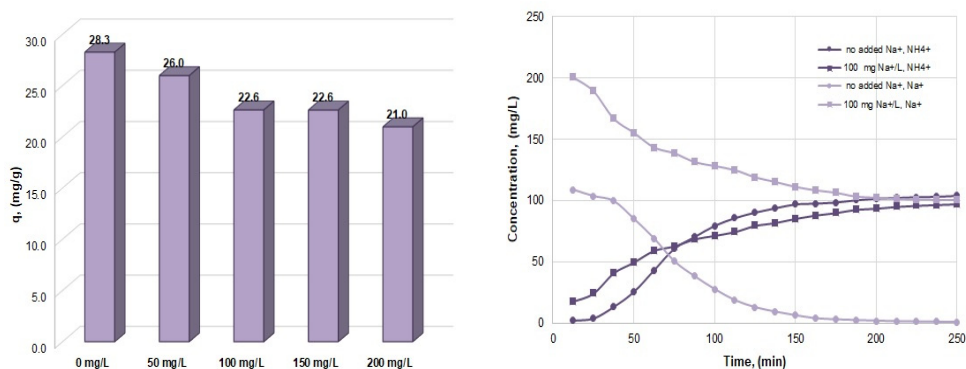 30.0
25.0
20.0
15.0
10.0
5.0
0.0
q, (mg/g)
28.3
26.0
22.6
22.6
21.0
0 mg/L
50 mg/L
100 mg/L
150 mg/L
200 mg/L
250
200
150
100
50
0
Concentration, (mg/L)
no added Na+, NH4+
100 mg Na+/L, NH4+
no added Na+, Na+
100 mg Na+/L, Na+
0
50
100
150
200
250
Time, (min)